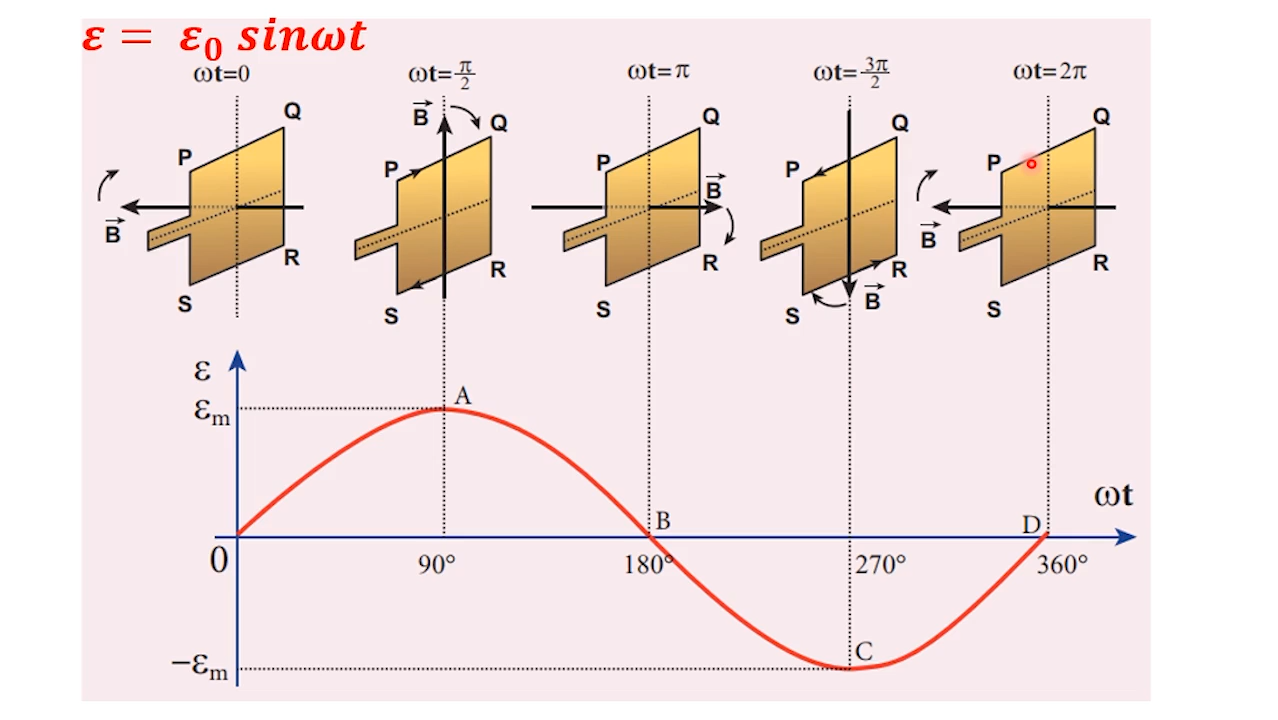 ε = ε₀ sinωt
ωt=0
ωt=π/2
ωt=π
ωt=3π/2
ωt=2π
P Q R S B⃗
P Q R S B⃗
P Q R S B⃗
P Q R S B⃗
P Q R S B⃗
ε
εm
A
B
C
D
ωt
0
90°
180°
270°
360°
−εm